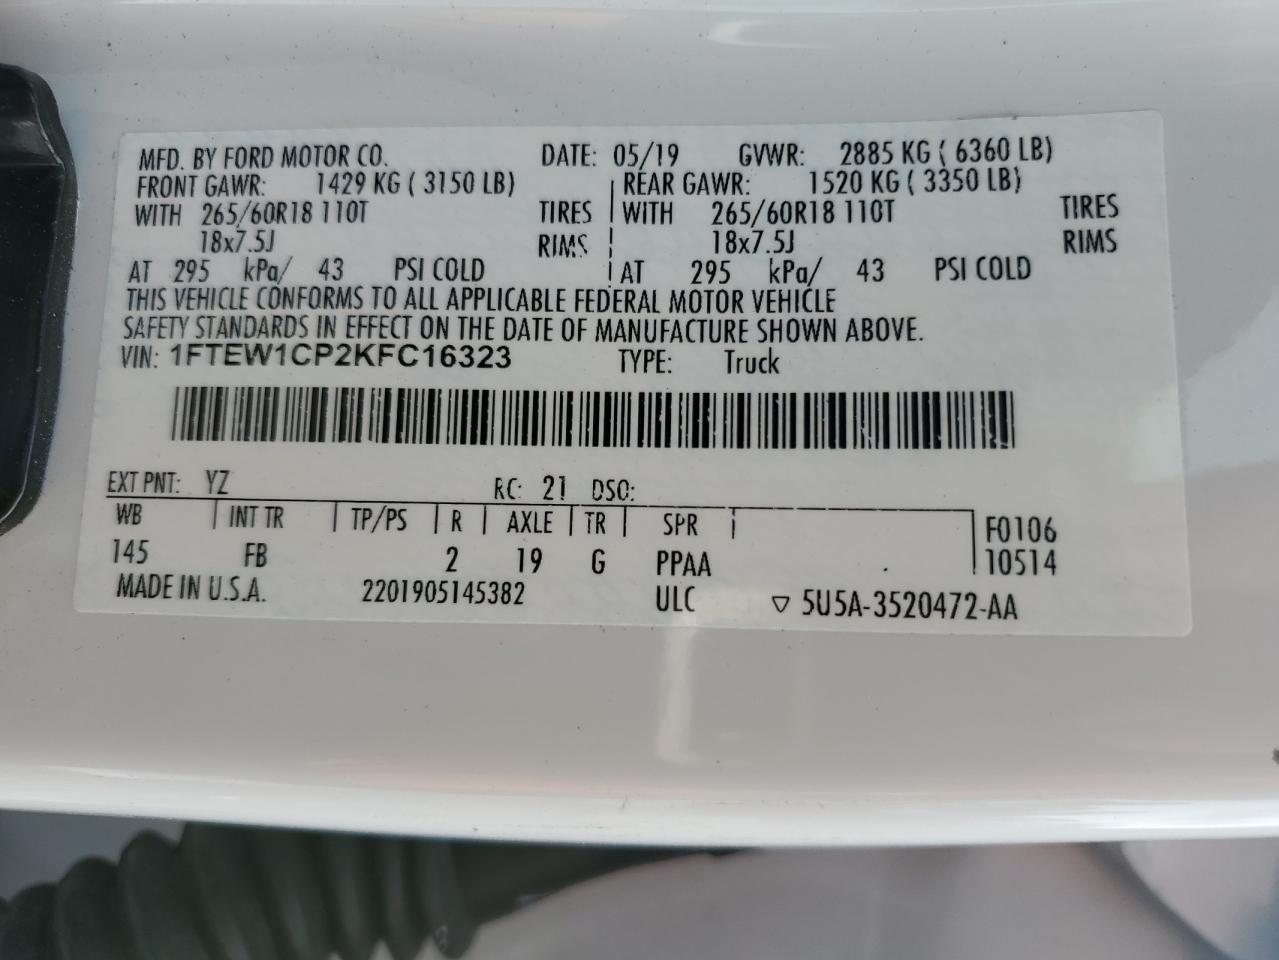 MFD. BY FORD MOTOR CO. DATE: 05/19 GVWR: 2885 KG ( 6360 LB)
FRONT GAWR: 1429 KG ( 3150 LB) REAR GAWR: 1520 KG ( 3350 LB)
WITH 265/60R18 110T TIRES WITH 265/60R18 110T TIRES
18x7.5J RIMS 18x7.5J RIMS
AT 295 kPa/ 43 PSI COLD AT 295 kPa/ 43 PSI COLD
THIS VEHICLE CONFORMS TO ALL APPLICABLE FEDERAL MOTOR VEHICLE
SAFETY STANDARDS IN EFFECT ON THE DATE OF MANUFACTURE SHOWN ABOVE.
VIN: 1FTEW1CP2KFC16323 TYPE: Truck
EXT PNT: YZ RC: 21 DSO:
WB INT TR TP/PS R AXLE TR SPR F0106
145 FB 2 19 G PPAA 10514
MADE IN U.S.A. 2201905145382 ULC ▽ 5U5A-3520472-AA